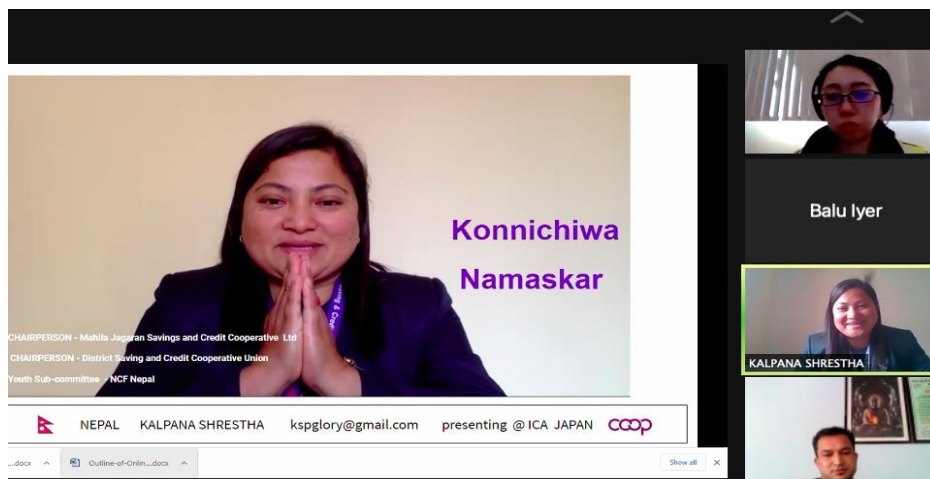 Konnichiwa
Namaskar
CHAIRPERSON - Mahila Jagaran Savings and Credit Cooperative Ltd
CHAIRPERSON - District Saving and Credit Cooperative Union
Youth Sub-committee - NCF Nepal
NEPAL KALPANA SHRESTHA kspglory@gmail.com presenting @ ICA JAPAN coop
...docx
Outline-of-Onlin...docx
Show all
Balu Iyer
KALPANA SHRESTHA